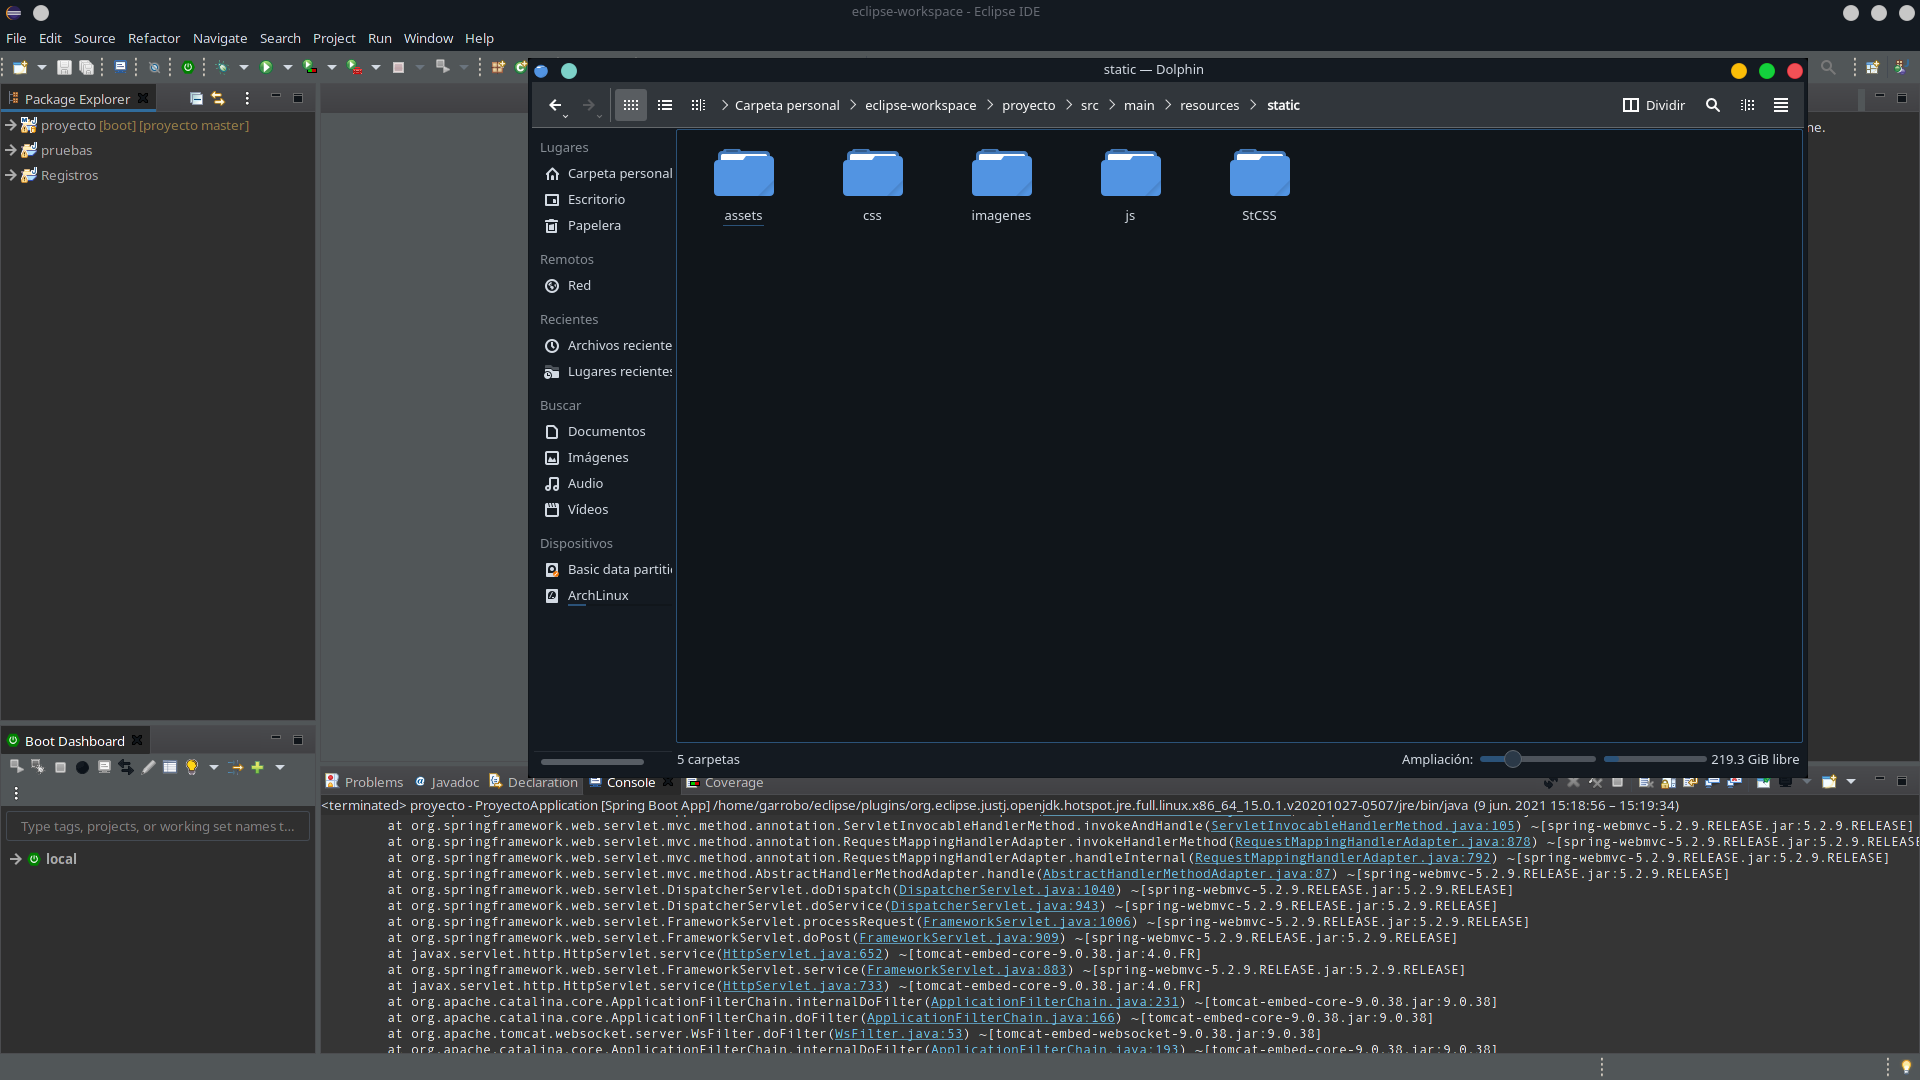 eclipse-workspace - Eclipse IDE
File Edit Source Refactor Navigate Search Project Run Window Help
Package Explorer
proyecto [boot] [proyecto master]
pruebas
Registros
static — Dolphin
Carpeta personal eclipse-workspace proyecto src main resources static
Dividir
ne.
Lugares
Carpeta personal
Escritorio
Papelera
Remotos
Red
Recientes
Archivos reciente
Lugares recientes
Buscar
Documentos
Imágenes
Audio
Vídeos
Dispositivos
Basic data partiti
ArchLinux
assets
css
imagenes
js
StCSS
5 carpetas
Ampliación:
219.3 GiB libre
Boot Dashboard
Type tags, projects, or working set names t...
local
Problems Javadoc Declaration Console Coverage
<terminated> proyecto - ProyectoApplication [Spring Boot App] /home/garrobo/eclipse/plugins/org.eclipse.justj.openjdk.hotspot.jre.full.linux.x86_64_15.0.1.v20201027-0507/jre/bin/java (9 jun. 2021 15:18:56 – 15:19:34)
at org.springframework.web.servlet.mvc.method.annotation.ServletInvocableHandlerMethod.invokeAndHandle(ServletInvocableHandlerMethod.java:105) ~[spring-webmvc-5.2.9.RELEASE.jar:5.2.9.RELEASE]
at org.springframework.web.servlet.mvc.method.annotation.RequestMappingHandlerAdapter.invokeHandlerMethod(RequestMappingHandlerAdapter.java:878) ~[spring-webmvc-5.2.9.RELEASE.jar:5.2.9.RELEASE
at org.springframework.web.servlet.mvc.method.annotation.RequestMappingHandlerAdapter.handleInternal(RequestMappingHandlerAdapter.java:792) ~[spring-webmvc-5.2.9.RELEASE.jar:5.2.9.RELEASE]
at org.springframework.web.servlet.mvc.method.AbstractHandlerMethodAdapter.handle(AbstractHandlerMethodAdapter.java:87) ~[spring-webmvc-5.2.9.RELEASE.jar:5.2.9.RELEASE]
at org.springframework.web.servlet.DispatcherServlet.doDispatch(DispatcherServlet.java:1040) ~[spring-webmvc-5.2.9.RELEASE.jar:5.2.9.RELEASE]
at org.springframework.web.servlet.DispatcherServlet.doService(DispatcherServlet.java:943) ~[spring-webmvc-5.2.9.RELEASE.jar:5.2.9.RELEASE]
at org.springframework.web.servlet.FrameworkServlet.processRequest(FrameworkServlet.java:1006) ~[spring-webmvc-5.2.9.RELEASE.jar:5.2.9.RELEASE]
at org.springframework.web.servlet.FrameworkServlet.doPost(FrameworkServlet.java:909) ~[spring-webmvc-5.2.9.RELEASE.jar:5.2.9.RELEASE]
at javax.servlet.http.HttpServlet.service(HttpServlet.java:652) ~[tomcat-embed-core-9.0.38.jar:4.0.FR]
at org.springframework.web.servlet.FrameworkServlet.service(FrameworkServlet.java:883) ~[spring-webmvc-5.2.9.RELEASE.jar:5.2.9.RELEASE]
at javax.servlet.http.HttpServlet.service(HttpServlet.java:733) ~[tomcat-embed-core-9.0.38.jar:4.0.FR]
at org.apache.catalina.core.ApplicationFilterChain.internalDoFilter(ApplicationFilterChain.java:231) ~[tomcat-embed-core-9.0.38.jar:9.0.38]
at org.apache.catalina.core.ApplicationFilterChain.doFilter(ApplicationFilterChain.java:166) ~[tomcat-embed-core-9.0.38.jar:9.0.38]
at org.apache.tomcat.websocket.server.WsFilter.doFilter(WsFilter.java:53) ~[tomcat-embed-websocket-9.0.38.jar:9.0.38]
at org.apache.catalina.core.ApplicationFilterChain.internalDoFilter(ApplicationFilterChain.java:193) ~[tomcat-embed-core-9.0.38.jar:9.0.38]